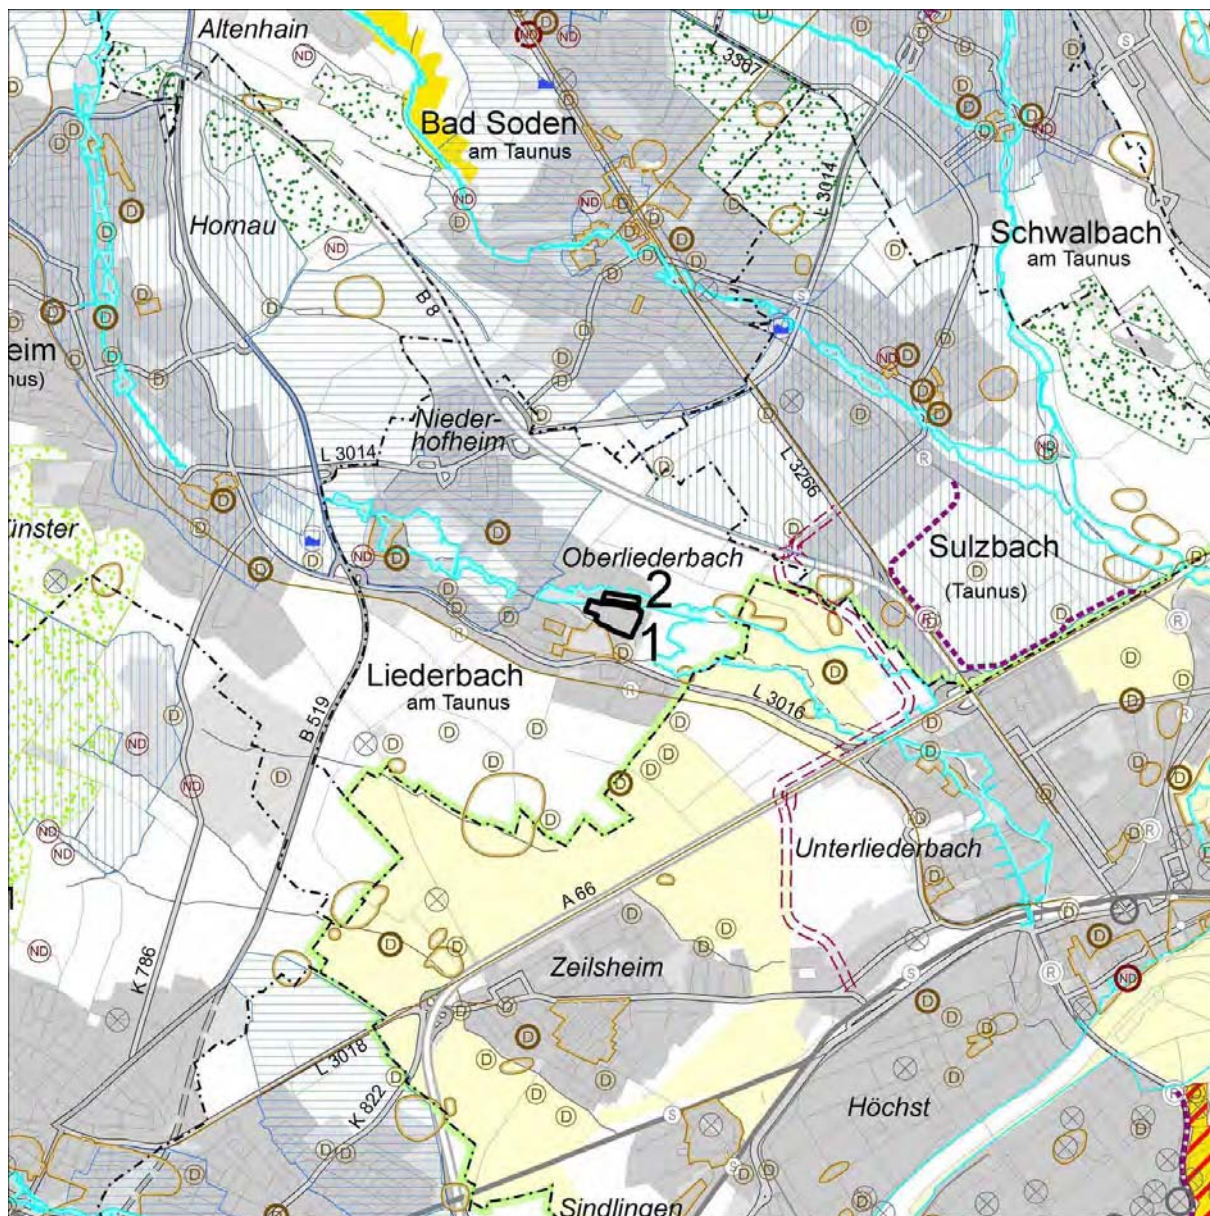 Altenhain
L 3367
Bad Soden
am Taunus
L 3014
Hornau
Schwalbach
am Taunus
B 8
eim
nus)
Nieder-
hofheim
L 3014
L 3266
ünster
Oberliederbach
Sulzbach
(Taunus)
2
1
Liederbach
am Taunus
L 3016
B 519
Unterliederbach
A 66
K 786
Zeilsheim
L 3018
K 822
Höchst
Sindlingen